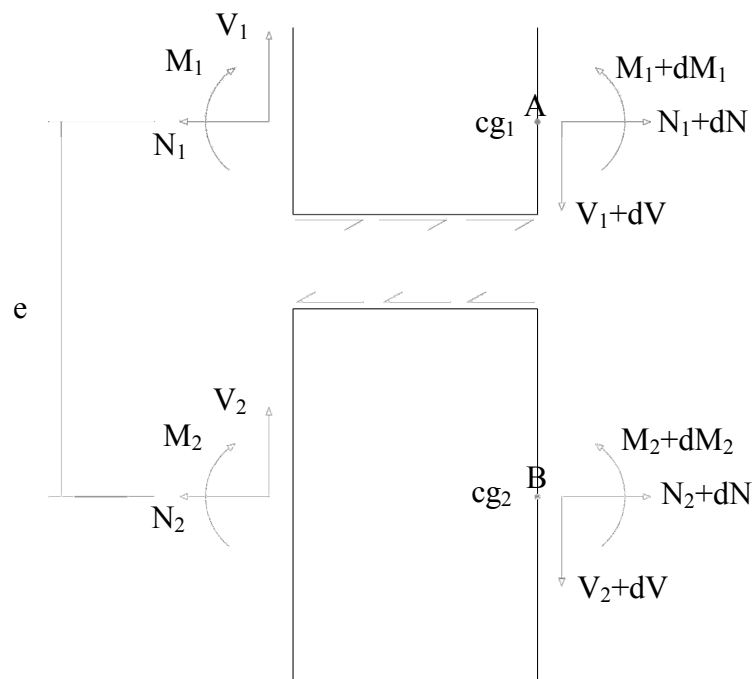 V₁
M₁
N₁
A
cg₁
M₁+dM₁
N₁+dN
V₁+dV
e
V₂
M₂
N₂
B
cg₂
M₂+dM₂
N₂+dN
V₂+dV